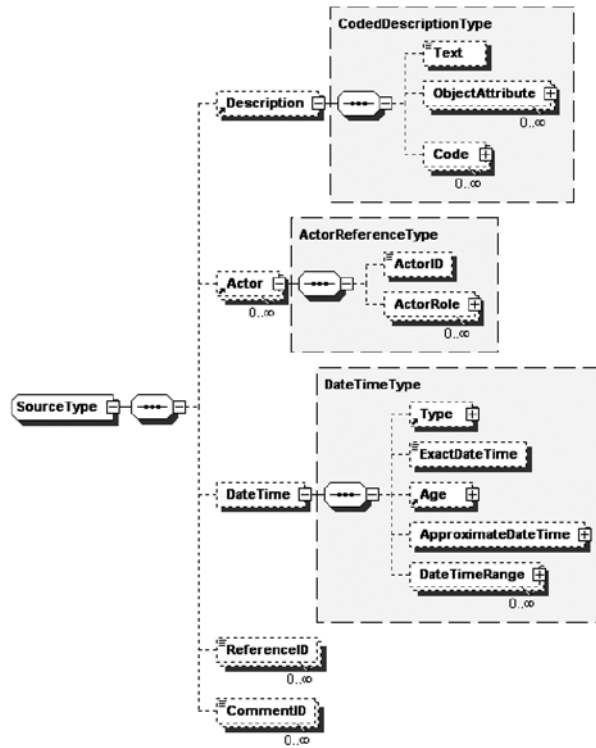 CodedDescriptionType
Text
ObjectAttribute
0..∞
Description
Code
0..∞
ActorReferenceType
ActorID
Actor
0..∞
ActorRole
0..∞
DateTimeType
SourceType
Type
ExactDateTime
DateTime
Age
ApproximateDateTime
DateTimeRange
0..∞
ReferenceID
0..∞
CommentID
0..∞